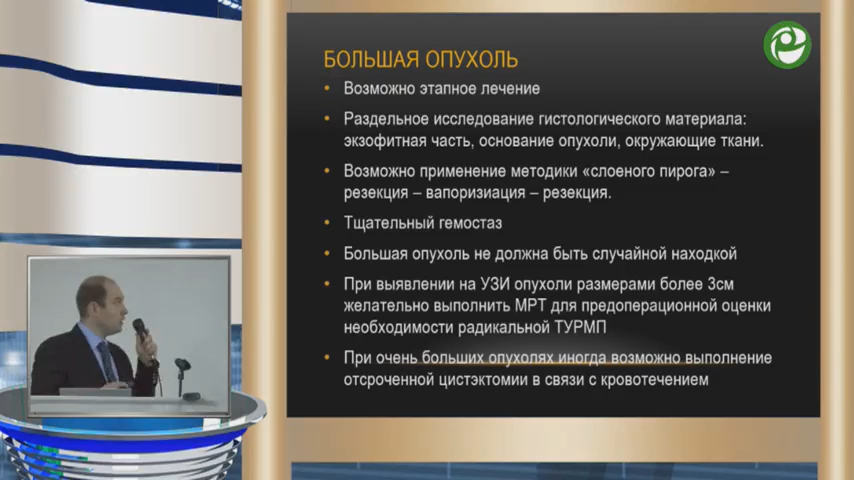 БОЛЬШАЯ ОПУХОЛЬ
• Возможно этапное лечение
• Раздельное исследование гистологического материала:
экзофитная часть, основание опухоли, окружающие ткани.
• Возможно применение методики «слоеного пирога» –
резекция – вапоризиация – резекция.
• Тщательный гемостаз
• Большая опухоль не должна быть случайной находкой
• При выявлении на УЗИ опухоли размерами более 3см
желательно выполнить МРТ для предоперационной оценки
необходимости радикальной ТУРМП
• При очень больших опухолях иногда возможно выполнение
отсроченной цистэктомии в связи с кровотечением